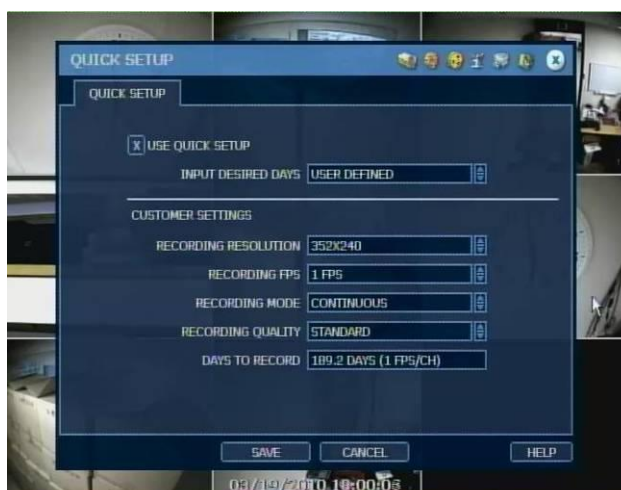 QUICK SETUP
QUICK SETUP
X USE QUICK SETUP
INPUT DESIRED DAYS USER DEFINED
CUSTOMER SETTINGS
RECORDING RESOLUTION 352X240
RECORDING FPS 1 FPS
RECORDING MODE CONTINUOUS
RECORDING QUALITY STANDARD
DAYS TO RECORD 189.2 DAYS (1 FPS/CH)
SAVE CANCEL HELP